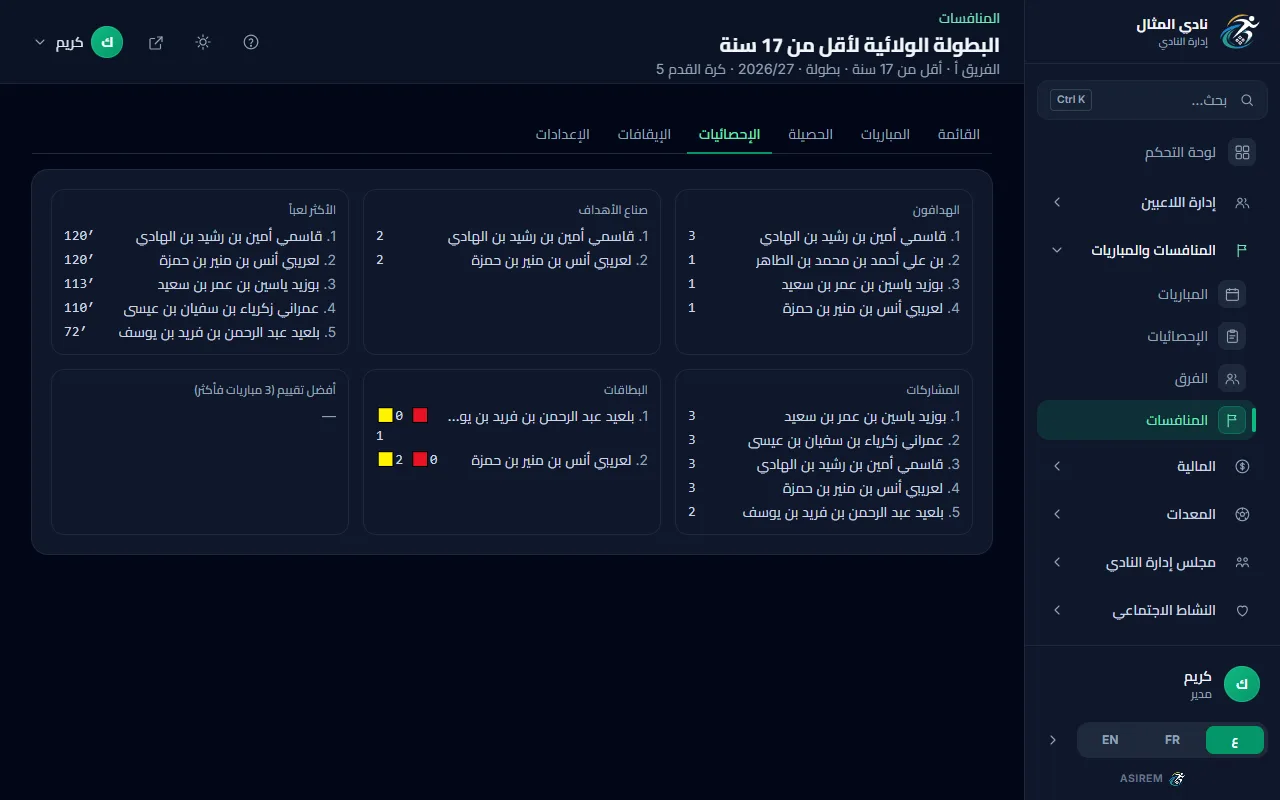 نادي المثال
إدارة النادي
بحث...
Ctrl K
لوحة التحكم
إدارة اللاعبين
المنافسات والمباريات
المباريات
الإحصائيات
الفرق
المنافسات
المالية
المعدات
مجلس إدارة النادي
النشاط الاجتماعي
ك
كريم
مدير
ع
FR
EN
ASIREM
المنافسات
البطولة الولائية لأقل من 17 سنة
الفريق أ · أقل من 17 سنة · بطولة · 2026/27 · كرة القدم 5
ك
كريم
القائمة
المباريات
الحصيلة
الإحصائيات
الإيقافات
الإعدادات
الهدافون
1. قاسمي أمين بن رشيد بن الهادي 3
2. بن علي أحمد بن محمد بن الطاهر 1
3. بوزيد ياسين بن عمر بن سعيد 1
4. لعريبي أنس بن منير بن حمزة 1
صناع الأهداف
1. قاسمي أمين بن رشيد بن الهادي 2
2. لعريبي أنس بن منير بن حمزة 2
الأكثر لعباً
1. قاسمي أمين بن رشيد بن الهادي 120′
2. لعريبي أنس بن منير بن حمزة 120′
3. بوزيد ياسين بن عمر بن سعيد 113′
4. عمراني زكرياء بن سفيان بن عيسى 110′
5. بلعيد عبد الرحمن بن فريد بن يوسف 72′
المشاركات
1. بوزيد ياسين بن عمر بن سعيد 3
2. عمراني زكرياء بن سفيان بن عيسى 3
3. قاسمي أمين بن رشيد بن الهادي 3
4. لعريبي أنس بن منير بن حمزة 3
5. بلعيد عبد الرحمن بن فريد بن يوسف 2
البطاقات
1. بلعيد عبد الرحمن بن فريد بن يو... 🟨0 🟥
1
2. لعريبي أنس بن منير بن حمزة 🟨2 🟥0
أفضل تقييم (3 مباريات فأكثر)
—